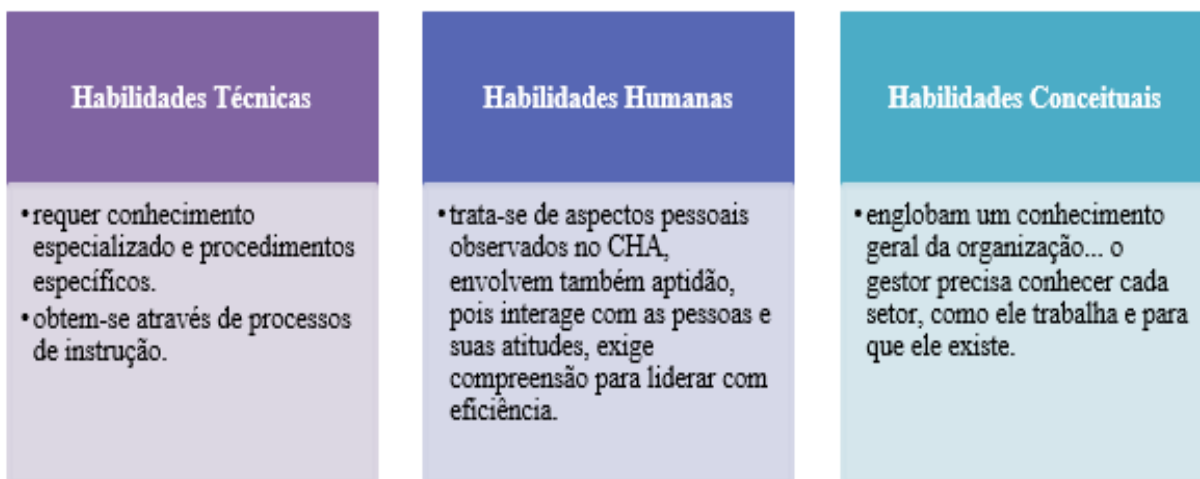 Habilidades Técnicas
•requer conhecimento
especializado e procedimentos
específicos.
•obtem-se através de processos
de instrução.
Habilidades Humanas
•trata-se de aspectos pessoais
observados no CHA,
envolvem também aptidão,
pois interage com as pessoas e
suas atitudes, exige
compreensão para liderar com
eficiência.
Habilidades Conceituais
•englobam um conhecimento
geral da organização... o
gestor precisa conhecer cada
setor, como ele trabalha e para
que ele existe.